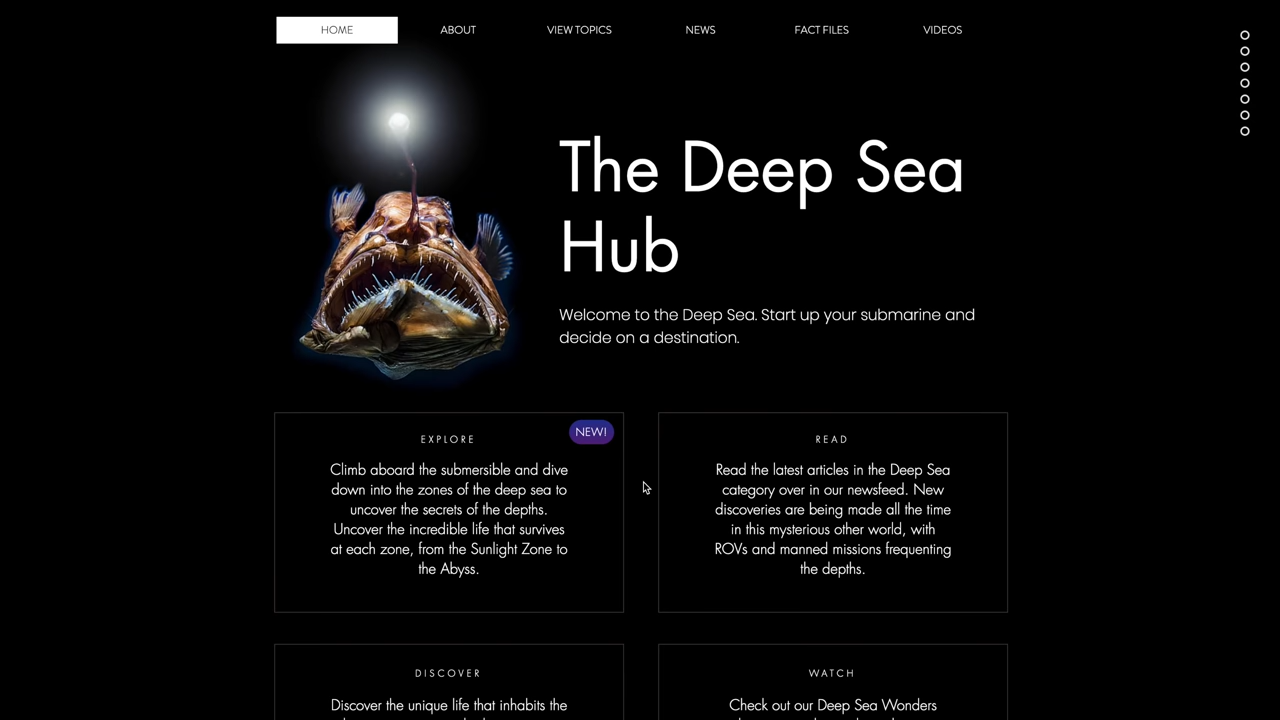 HOME
ABOUT
VIEW TOPICS
NEWS
FACT FILES
VIDEOS
The Deep Sea
Hub
Welcome to the Deep Sea. Start up your submarine and
decide on a destination.
EXPLORE
NEW!
Climb aboard the submersible and dive
down into the zones of the deep sea to
uncover the secrets of the depths.
Uncover the incredible life that survives
at each zone, from the Sunlight Zone to
the Abyss.
READ
Read the latest articles in the Deep Sea
category over in our newsfeed. New
discoveries are being made all the time
in this mysterious other world, with
ROVs and manned missions frequenting
the depths.
DISCOVER
Discover the unique life that inhabits the
WATCH
Check out our Deep Sea Wonders